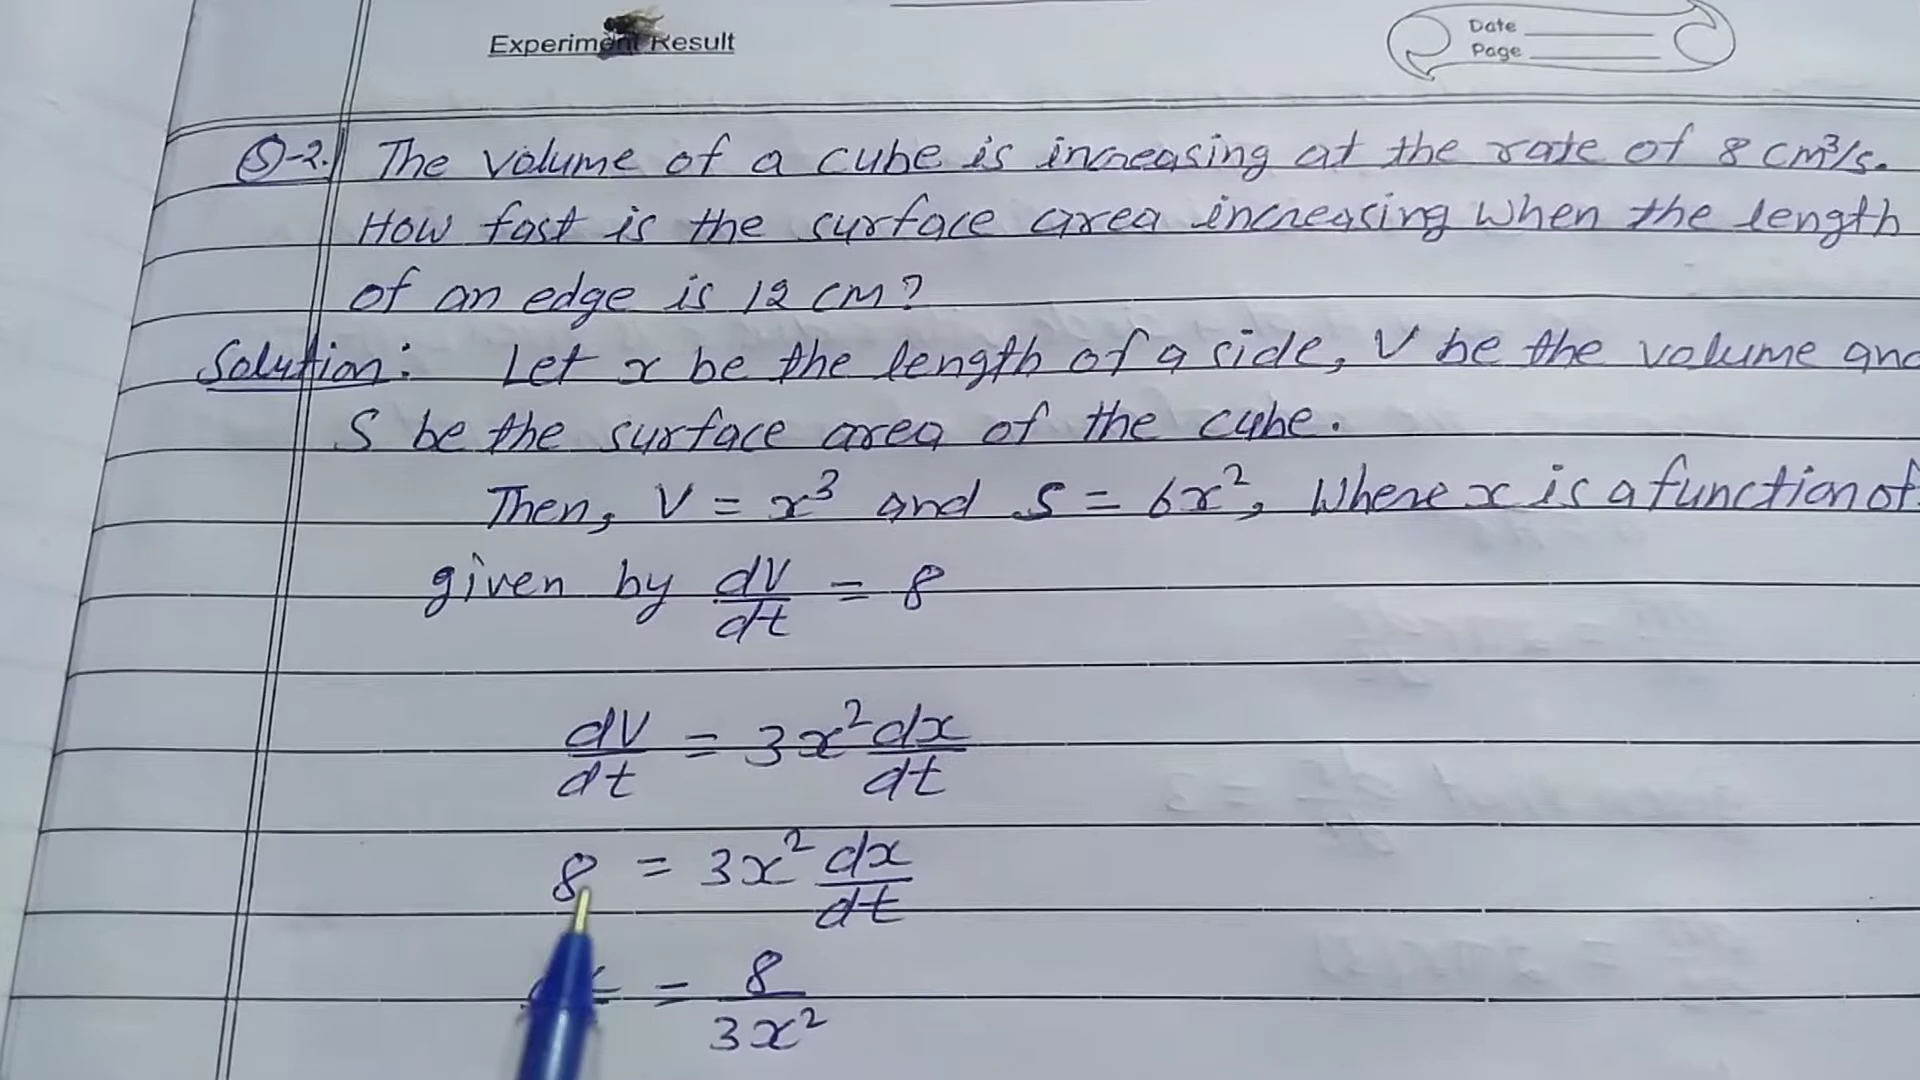 Experiment Result
Date
Page
Q-2. The volume of a cube is increasing at the rate of 8 cm³/s.
How fast is the surface area increasing when the length
of an edge is 12 cm?
Solution: Let x be the length of a side, V be the volume and
S be the surface area of the cube.
Then, V = x³ and S = 6x², where x is a function of
given by dV/dt = 8
dV/dt = 3x² dx/dt
8 = 3x² dx/dt
= 8/3x²